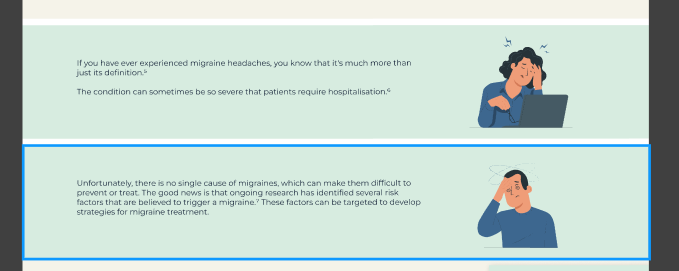 If you have ever experienced migraine headaches, you know that it's much more than
just its definition.⁵
The condition can sometimes be so severe that patients require hospitalisation.⁶
Unfortunately, there is no single cause of migraines, which can make them difficult to
prevent or treat. The good news is that ongoing research has identified several risk
factors that are believed to trigger a migraine.⁷ These factors can be targeted to develop
strategies for migraine treatment.